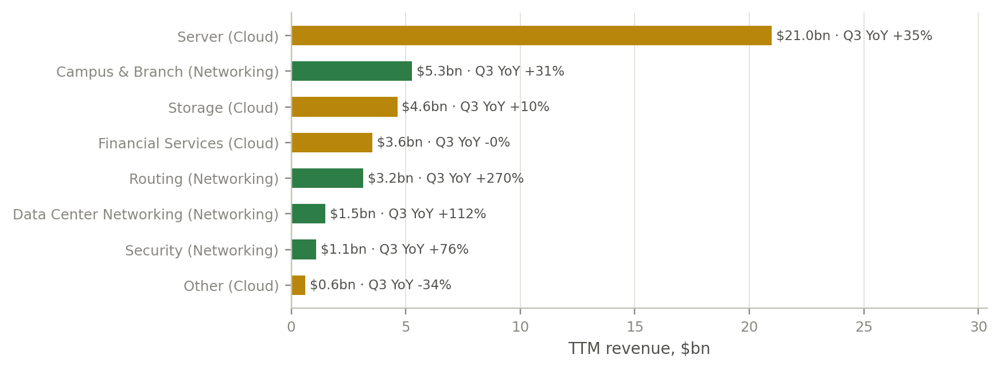 Server (Cloud) $21.0bn · Q3 YoY +35%
Campus & Branch (Networking) $5.3bn · Q3 YoY +31%
Storage (Cloud) $4.6bn · Q3 YoY +10%
Financial Services (Cloud) $3.6bn · Q3 YoY -0%
Routing (Networking) $3.2bn · Q3 YoY +270%
Data Center Networking (Networking) $1.5bn · Q3 YoY +112%
Security (Networking) $1.1bn · Q3 YoY +76%
Other (Cloud) $0.6bn · Q3 YoY -34%
0 5 10 15 20 25 30
TTM revenue, $bn